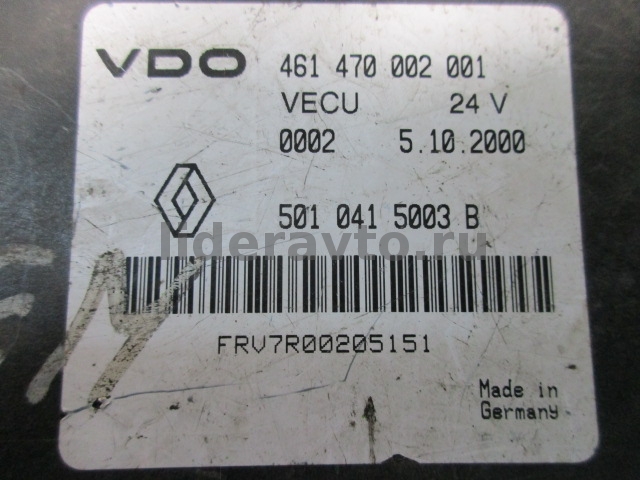 VDO 461 470 002 001
VECU 24 V
0002 5.10.2000
501 041 5003 B
lideravto.ru
FRV7R00205151
Made in
Germany